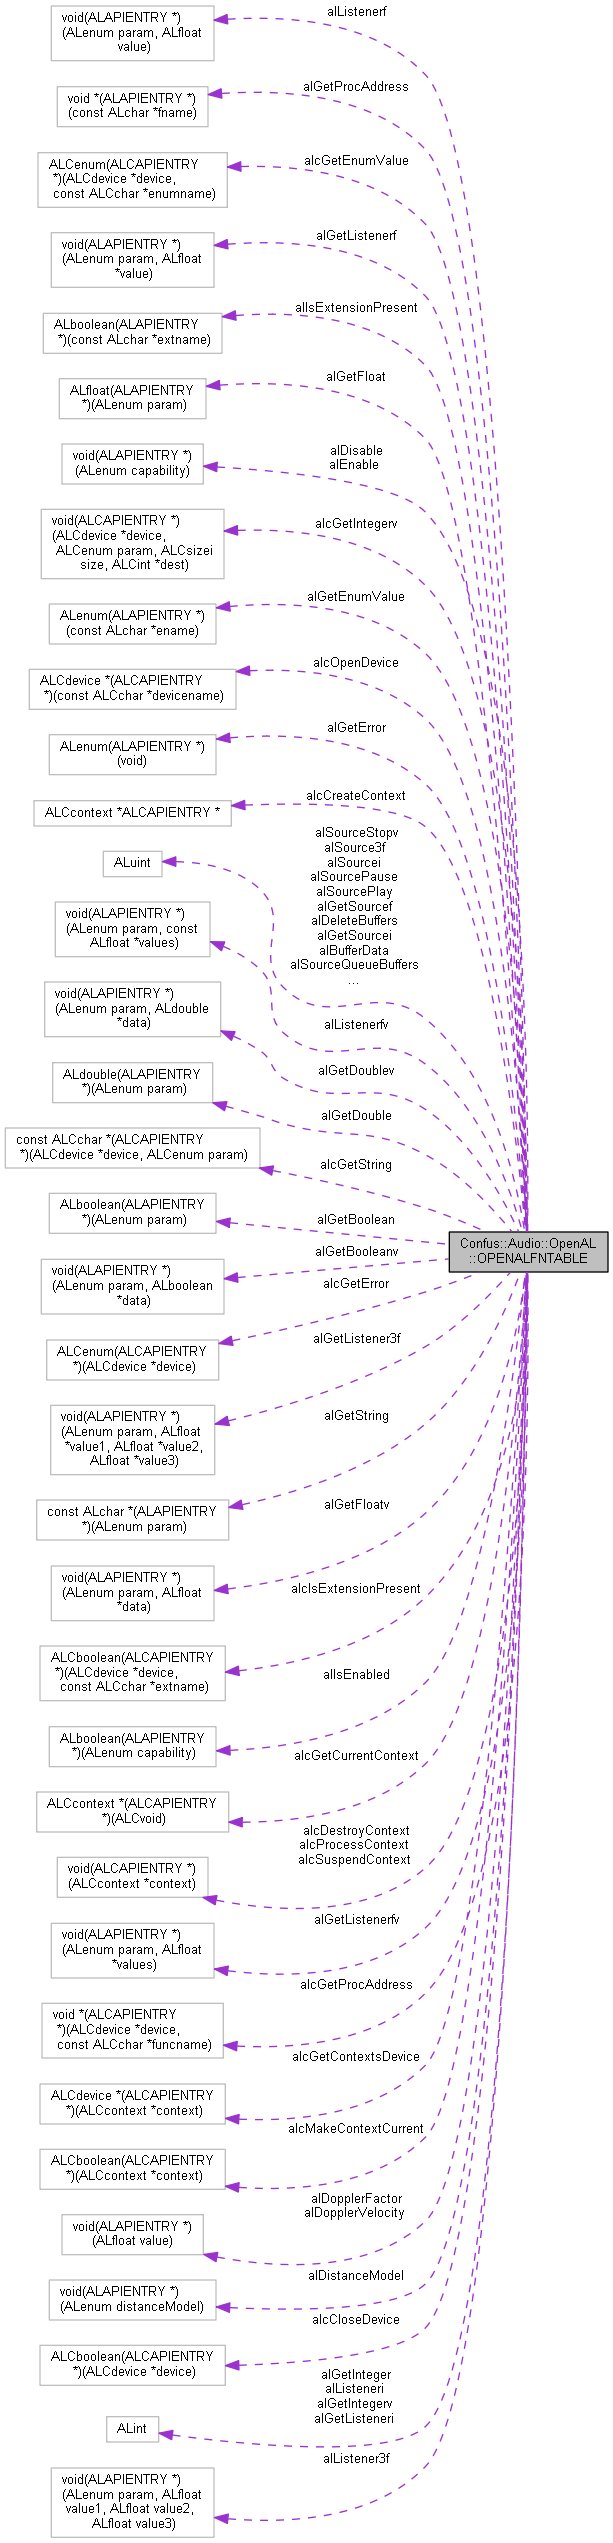 alListenerf
void(ALAPIENTRY *)
(ALenum param, ALfloat
value)
alGetProcAddress
void *(ALAPIENTRY *)
(const ALchar *fname)
alcGetEnumValue
ALCenum(ALCAPIENTRY
*)(ALCdevice *device,
const ALCchar *enumname)
alGetListenerf
void(ALAPIENTRY *)
(ALenum param, ALfloat
*value)
alIsExtensionPresent
ALboolean(ALAPIENTRY
*)(const ALchar *extname)
alGetFloat
ALfloat(ALAPIENTRY
*)(ALenum param)
alDisable
alEnable
void(ALAPIENTRY *)
(ALenum capability)
alcGetIntegerv
void(ALCAPIENTRY *)
(ALCdevice *device,
ALCenum param, ALCsizei
size, ALCint *dest)
alGetEnumValue
ALenum(ALAPIENTRY *)
(const ALchar *ename)
alcOpenDevice
ALCdevice *(ALCAPIENTRY
*)(const ALCchar *devicename)
alGetError
ALenum(ALAPIENTRY *)
(void)
alcCreateContext
ALCcontext *ALCAPIENTRY *
alSourceStopv
alSource3f
alSourcei
alSourcePause
alSourcePlay
alGetSourcef
alDeleteBuffers
alGetSourcei
alBufferData
alSourceQueueBuffers
...
ALuint
void(ALAPIENTRY *)
(ALenum param, const
ALfloat *values)
alListenerfv
void(ALAPIENTRY *)
(ALenum param, ALdouble
*data)
alGetDoublev
ALdouble(ALAPIENTRY
*)(ALenum param)
alGetDouble
const ALCchar *(ALCAPIENTRY
*)(ALCdevice *device, ALCenum param)
alcGetString
ALboolean(ALAPIENTRY
*)(ALenum param)
alGetBoolean
Confus::Audio::OpenAL
::OPENALFNTABLE
void(ALAPIENTRY *)
(ALenum param, ALboolean
*data)
alGetBooleanv
alcGetError
ALCenum(ALCAPIENTRY
*)(ALCdevice *device)
alGetListener3f
void(ALAPIENTRY *)
(ALenum param, ALfloat
*value1, ALfloat *value2,
ALfloat *value3)
alGetString
const ALchar *(ALAPIENTRY
*)(ALenum param)
alGetFloatv
void(ALAPIENTRY *)
(ALenum param, ALfloat
*data)
alcIsExtensionPresent
ALCboolean(ALCAPIENTRY
*)(ALCdevice *device,
const ALCchar *extname)
alIsEnabled
ALboolean(ALAPIENTRY
*)(ALenum capability)
alcGetCurrentContext
ALCcontext *(ALCAPIENTRY
*)(ALCvoid)
alcDestroyContext
alcProcessContext
alcSuspendContext
void(ALCAPIENTRY *)
(ALCcontext *context)
alGetListenerfv
void(ALAPIENTRY *)
(ALenum param, ALfloat
*values)
alcGetProcAddress
void *(ALCAPIENTRY
*)(ALCdevice *device,
const ALCchar *funcname)
alcGetContextsDevice
ALCdevice *(ALCAPIENTRY
*)(ALCcontext *context)
alcMakeContextCurrent
ALCboolean(ALCAPIENTRY
*)(ALCcontext *context)
alDopplerFactor
alDopplerVelocity
void(ALAPIENTRY *)
(ALfloat value)
alDistanceModel
void(ALAPIENTRY *)
(ALenum distanceModel)
alcCloseDevice
ALCboolean(ALCAPIENTRY
*)(ALCdevice *device)
alGetInteger
alListeneri
alGetIntegerv
alGetListeneri
ALint
alListener3f
void(ALAPIENTRY *)
(ALenum param, ALfloat
value1, ALfloat value2,
ALfloat value3)